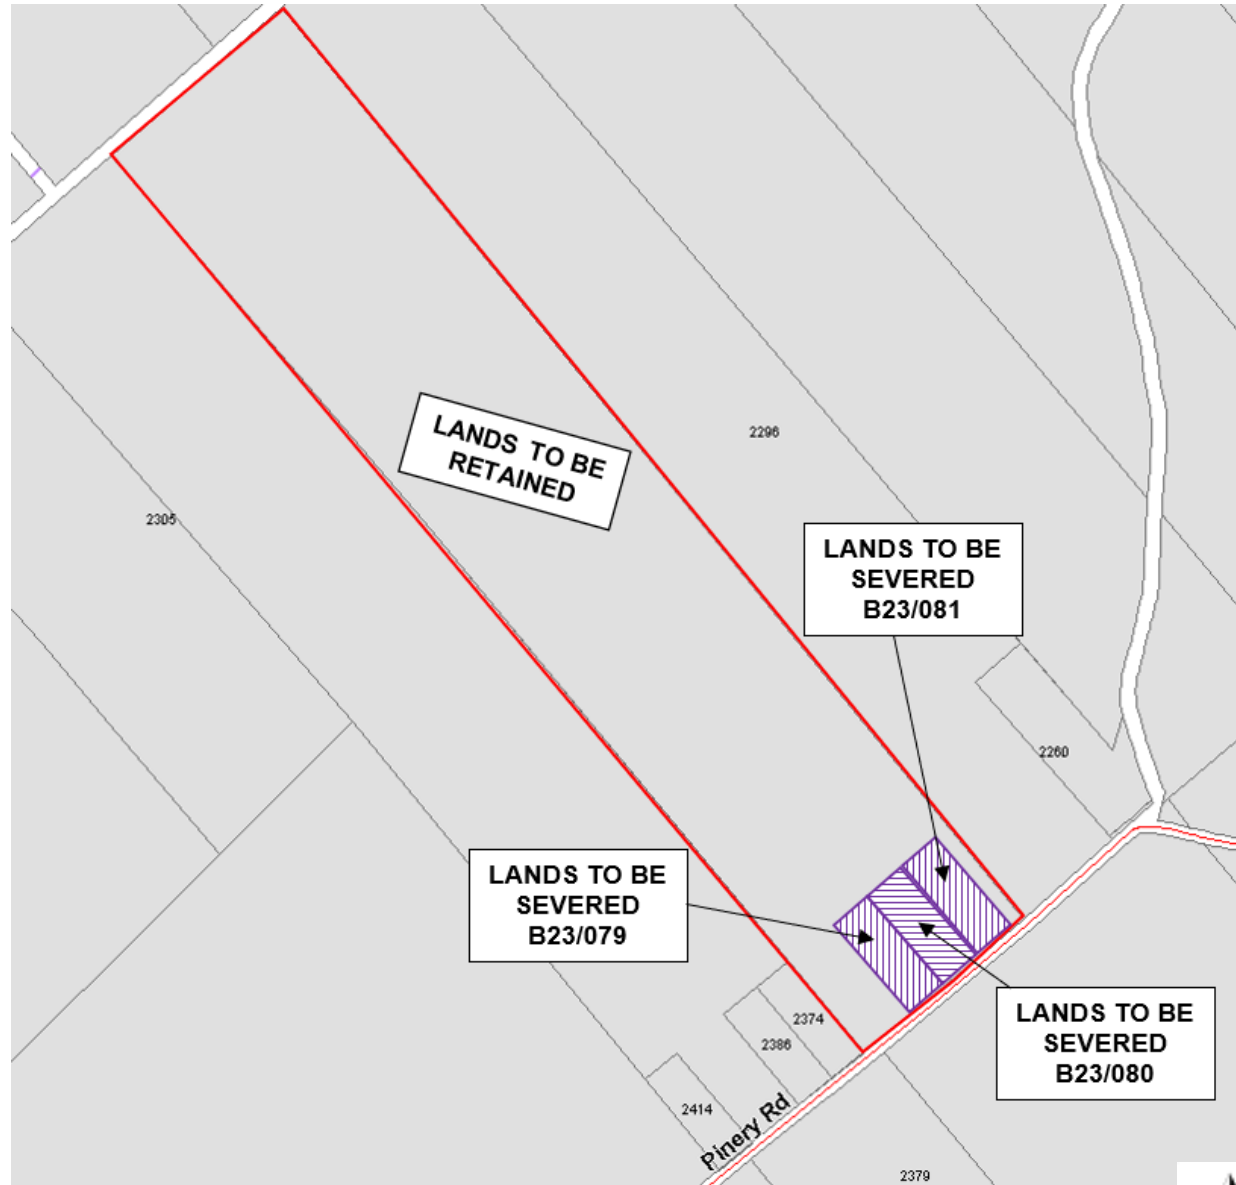 LANDS TO BE
RETAINED
2296
2305
LANDS TO BE
SEVERED
B23/081
2260
LANDS TO BE
SEVERED
B23/079
LANDS TO BE
SEVERED
B23/080
2374
2386
2414
Pinery Rd
2379